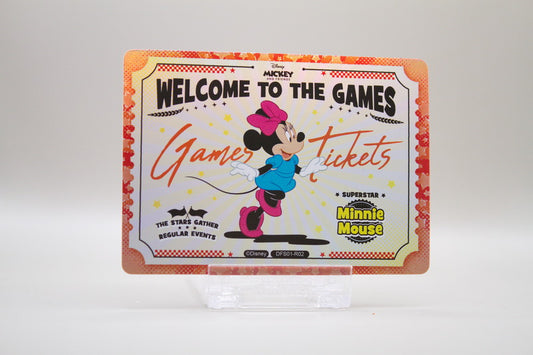 Disney
MICKEY
AND FRIENDS
WELCOME TO THE GAMES
Games Tickets
SUPERSTAR
Minnie
Mouse
THE STARS GATHER
REGULAR EVENTS
©Disney DFS01-R02